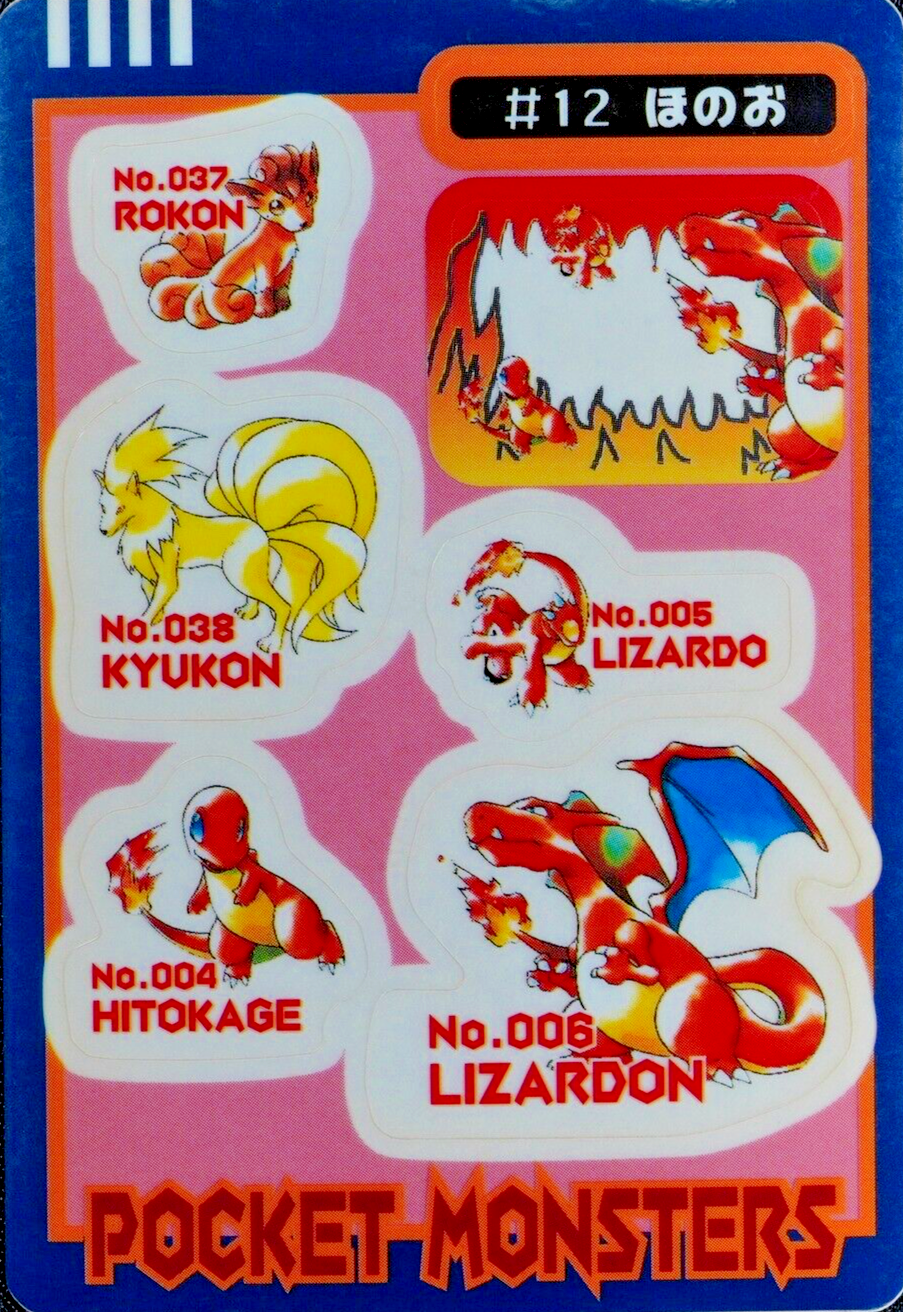 #12 ほのお
No.037
ROKON
No.038
KYUKON
No.005
LIZARDO
No.004
HITOKAGE
No.006
LIZARDON
POCKET MONSTERS